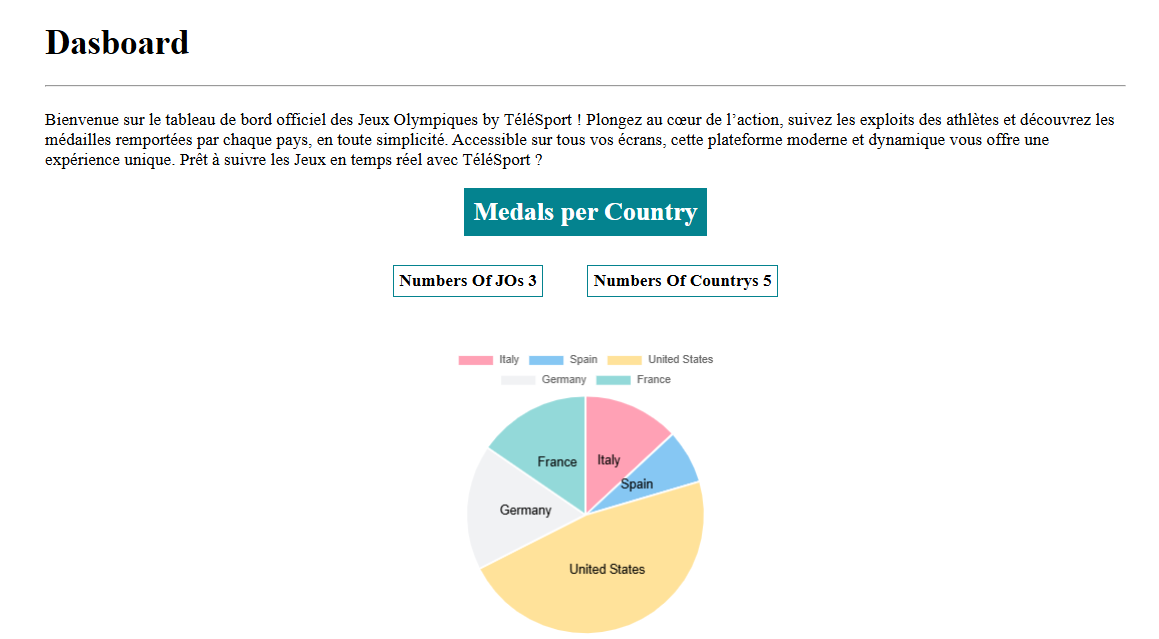 Dasboard
Bienvenue sur le tableau de bord officiel des Jeux Olympiques by TéléSport ! Plongez au cœur de l’action, suivez les exploits des athlètes et découvrez les
médailles remportées par chaque pays, en toute simplicité. Accessible sur tous vos écrans, cette plateforme moderne et dynamique vous offre une
expérience unique. Prêt à suivre les Jeux en temps réel avec TéléSport ?
Medals per Country
Numbers Of JOs 3 Numbers Of Countrys 5
Italy Spain United States
Germany France
France Italy
Spain
Germany
United States